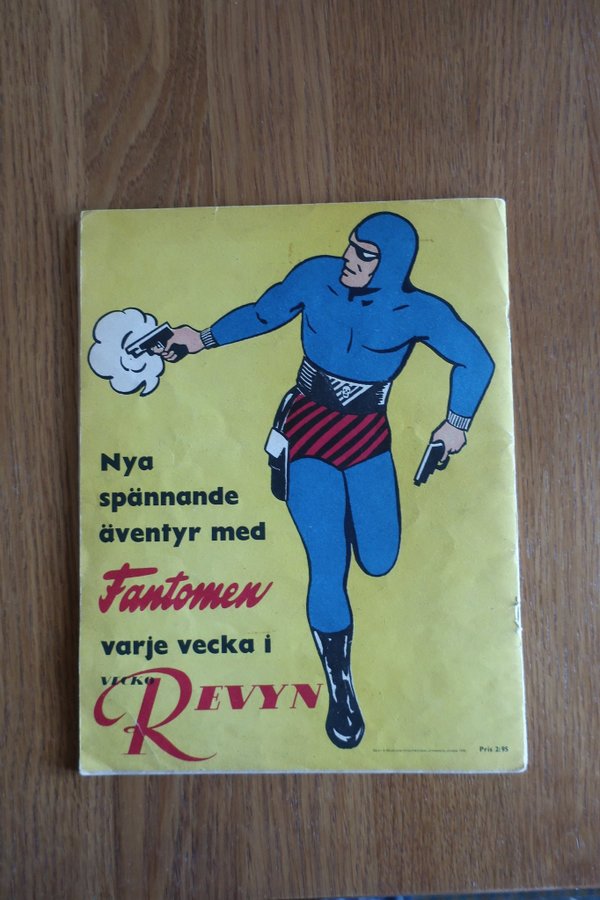 Nya
spännande
äventyr med
Fantomen
varje vecka i
VECKO
REVYN
Pris 2:95